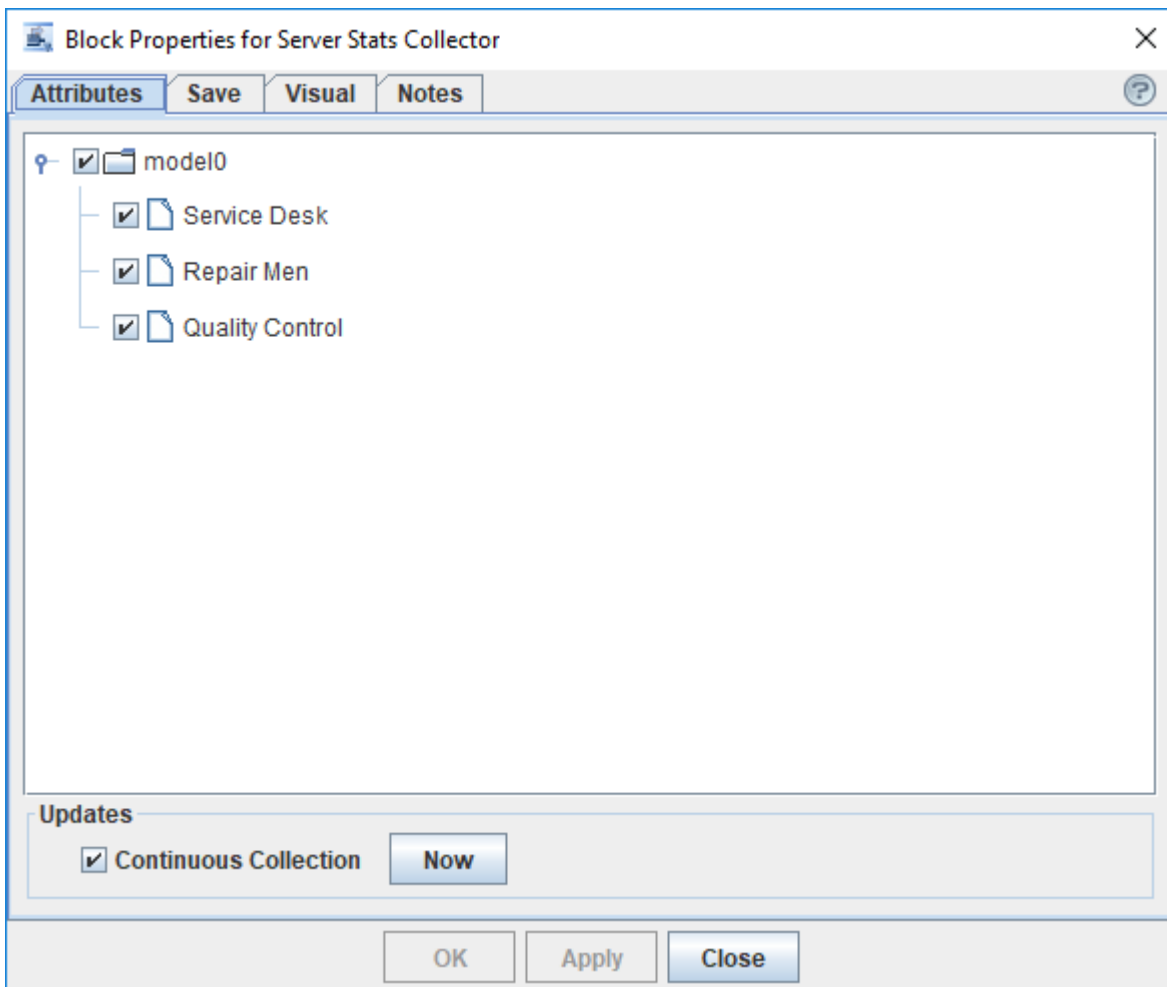 Block Properties for Server Stats Collector
Attributes Save Visual Notes ?
model0
Service Desk
Repair Men
Quality Control
Updates
Continuous Collection Now
OK Apply Close